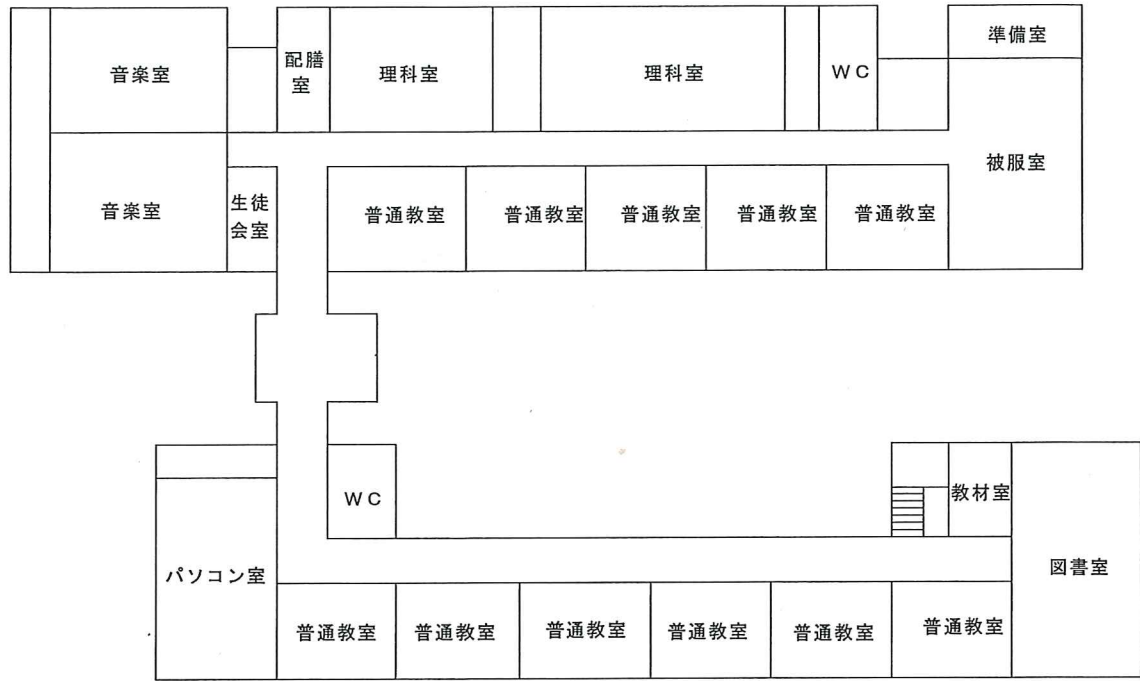 音楽室
配膳
室
理科室
理科室
ＷＣ
準備室
音楽室
生徒
会室
普通教室
普通教室
普通教室
普通教室
普通教室
被服室
ＷＣ
教材室
パソコン室
図書室
普通教室
普通教室
普通教室
普通教室
普通教室
普通教室